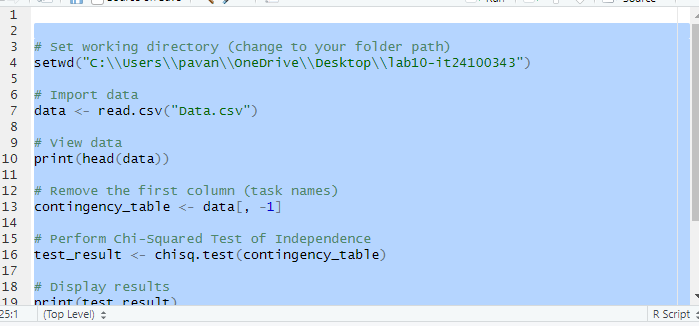 Source on Save
Run
Source
1
2
3 # Set working directory (change to your folder path)
4 setwd("C:\\Users\\pavan\\OneDrive\\Desktop\\lab10-it24100343")
5
6 # Import data
7 data <- read.csv("Data.csv")
8
9 # View data
10 print(head(data))
11
12 # Remove the first column (task names)
13 contingency_table <- data[, -1]
14
15 # Perform Chi-Squared Test of Independence
16 test_result <- chisq.test(contingency_table)
17
18 # Display results
19 print(test_result)
25:1 (Top Level) R Script